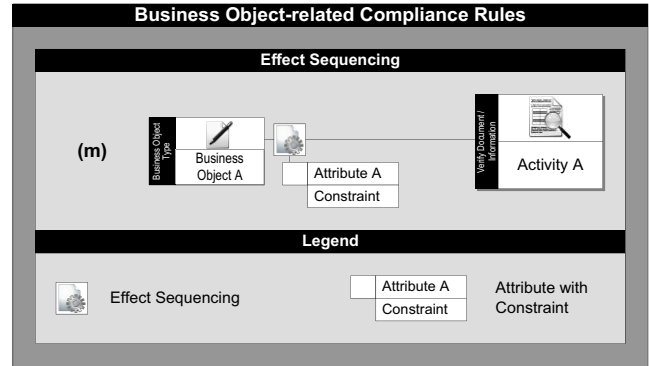 Business Object-related Compliance Rules
Effect Sequencing
(m)
Business Object
Type
Business
Object A
Attribute A
Constraint
Verify Document /
Information
Activity A
Legend
Effect Sequencing
Attribute A
Constraint
Attribute with
Constraint